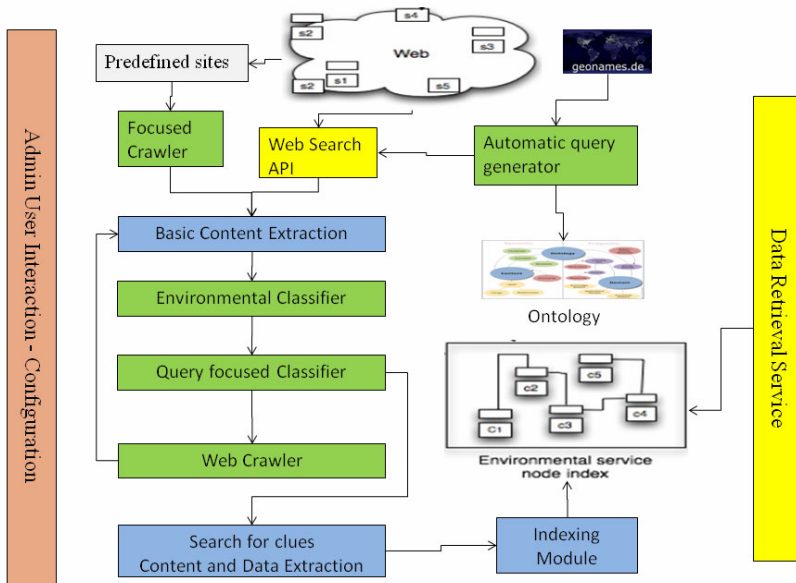 s4
s2
Web
s3
s1
s2
s5
geonames.de
Predefined sites
Focused
Crawler
Web Search
API
Automatic query
generator
Admin User Interaction - Configuration
Data Retrieval Service
Basic Content Extraction
Ontology
Environmental Classifier
Ontology
Query focused Classifier
c5
c2
c4
C1
c3
Web Crawler
Environmental service
node index
Search for clues
Content and Data Extraction
Indexing
Module